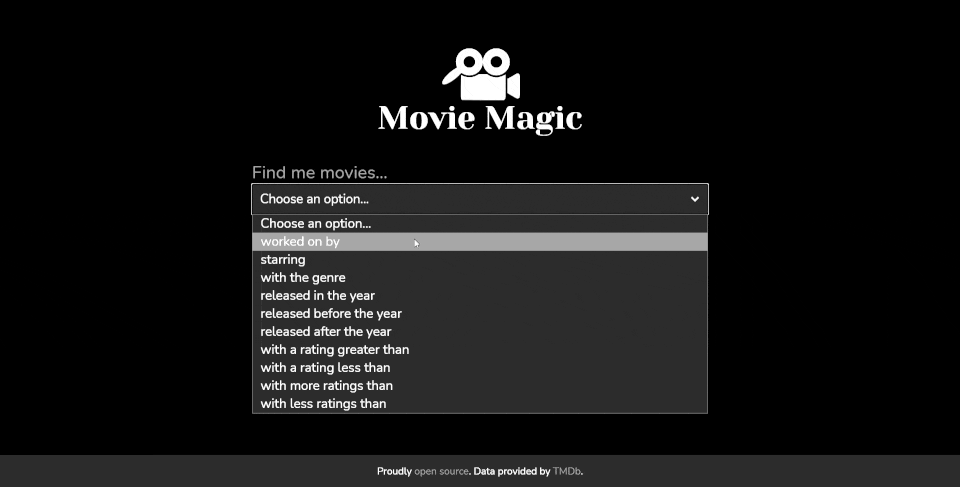 Movie Magic
Find me movies...
Choose an option...
Choose an option...
worked on by
starring
with the genre
released in the year
released before the year
released after the year
with a rating greater than
with a rating less than
with more ratings than
with less ratings than
Proudly open source. Data provided by TMDb.